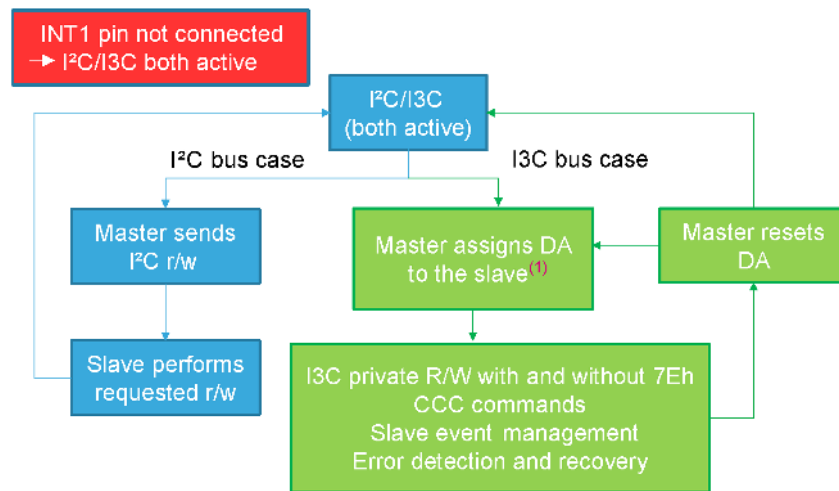 INT1 pin not connected
→ I²C/I3C both active
I²C/I3C
(both active)
I²C bus case
I3C bus case
Master sends
I²C r/w
Master assigns DA
to the slave(1)
Master resets
DA
Slave performs
requested r/w
I3C private R/W with and without 7Eh
CCC commands
Slave event management
Error detection and recovery